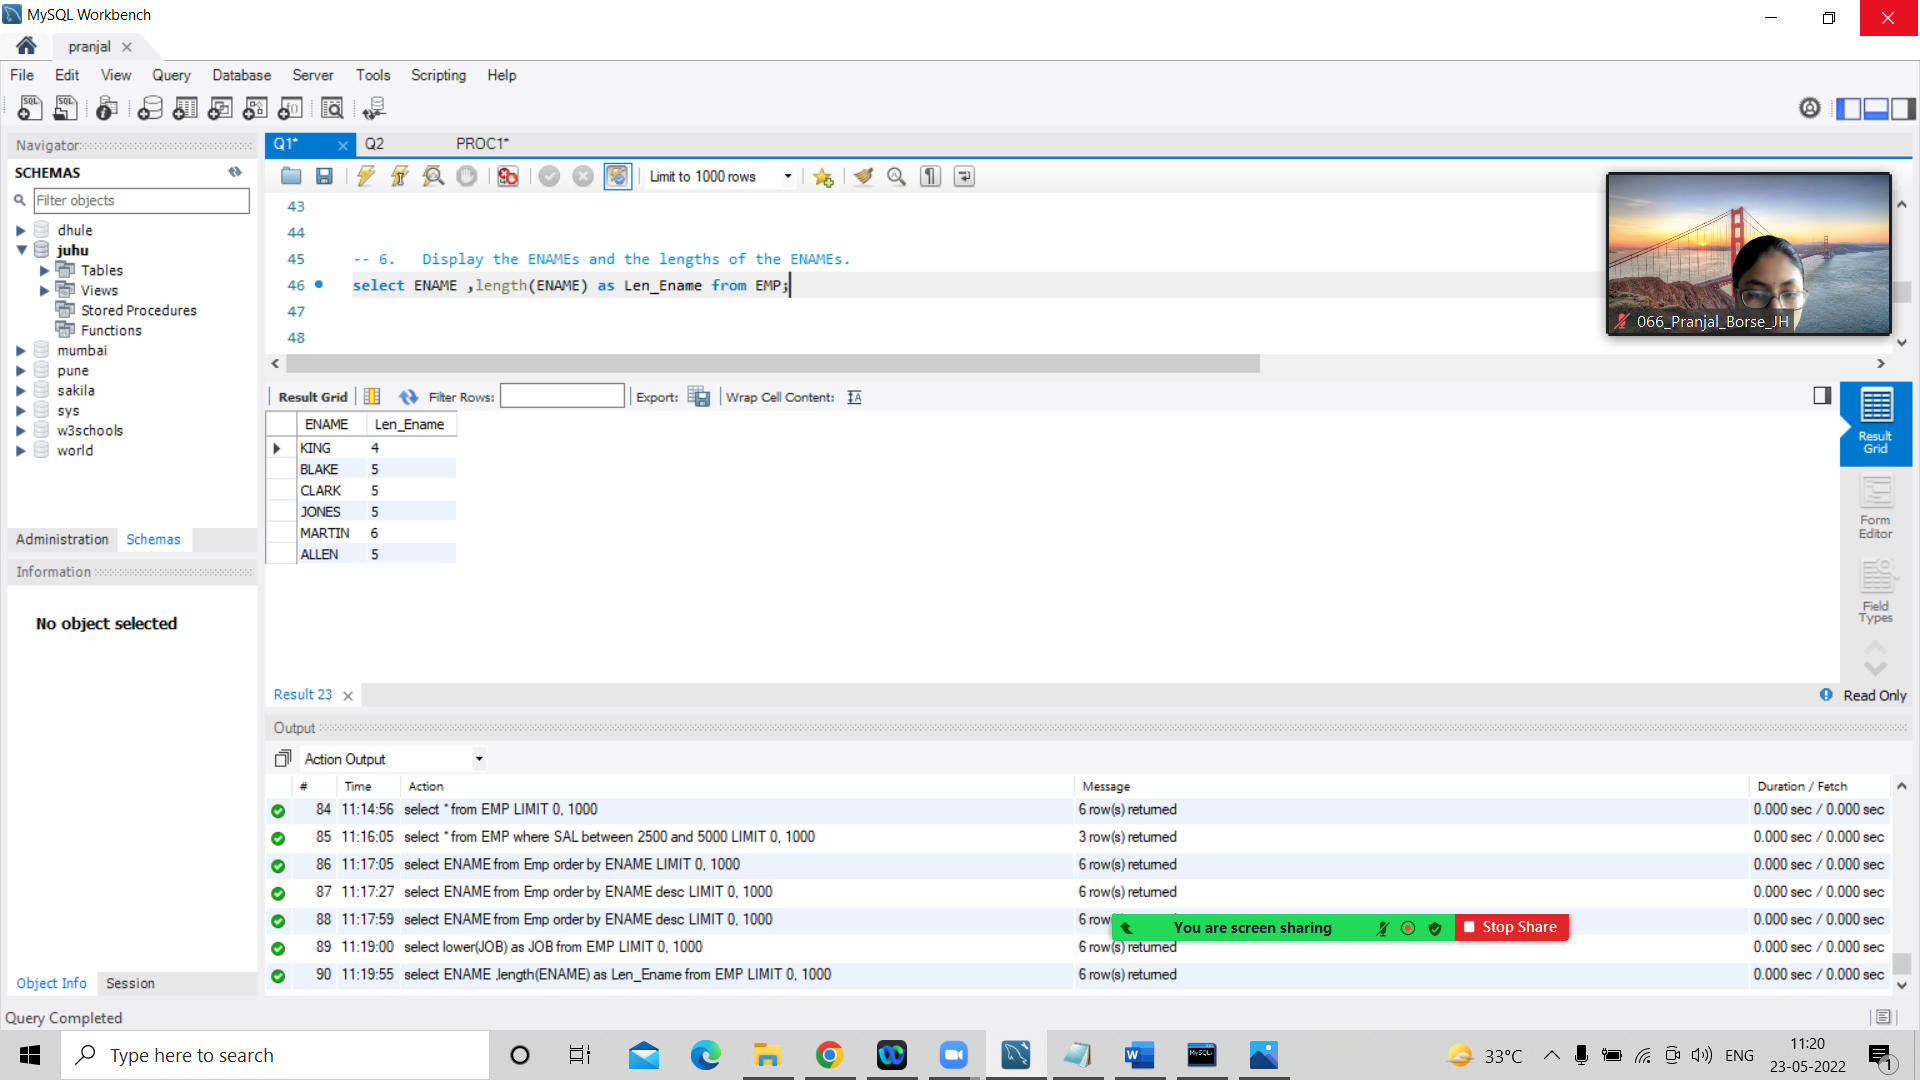 MySQL Workbench
pranjal
File Edit View Query Database Server Tools Scripting Help
Navigator
SCHEMAS
Filter objects
dhule
juhu
Tables
Views
Stored Procedures
Functions
mumbai
pune
sakila
sys
w3schools
world
Administration Schemas
Information
No object selected
Object Info Session
Q1* Q2 PROC1*
Limit to 1000 rows
43
44
45 -- 6. Display the ENAMEs and the lengths of the ENAMEs.
46 select ENAME ,length(ENAME) as Len_Ename from EMP;
47
48
066_Pranjal_Borse_JH
Result Grid Filter Rows: Export: Wrap Cell Content:
ENAME Len_Ename
KING 4
BLAKE 5
CLARK 5
JONES 5
MARTIN 6
ALLEN 5
Result Grid
Form Editor
Field Types
Result 23 Read Only
Output
Action Output
# Time Action Message Duration / Fetch
84 11:14:56 select * from EMP LIMIT 0, 1000 6 row(s) returned 0.000 sec / 0.000 sec
85 11:16:05 select * from EMP where SAL between 2500 and 5000 LIMIT 0, 1000 3 row(s) returned 0.000 sec / 0.000 sec
86 11:17:05 select ENAME from Emp order by ENAME LIMIT 0, 1000 6 row(s) returned 0.000 sec / 0.000 sec
87 11:17:27 select ENAME from Emp order by ENAME desc LIMIT 0, 1000 6 row(s) returned 0.000 sec / 0.000 sec
88 11:17:59 select ENAME from Emp order by ENAME desc LIMIT 0, 1000 6 row 0.000 sec / 0.000 sec
You are screen sharing Stop Share
89 11:19:00 select lower(JOB) as JOB from EMP LIMIT 0, 1000 6 row(s) returned 0.000 sec / 0.000 sec
90 11:19:55 select ENAME ,length(ENAME) as Len_Ename from EMP LIMIT 0, 1000 6 row(s) returned 0.000 sec / 0.000 sec
Query Completed
Type here to search
33°C ENG 11:20
23-05-2022
1